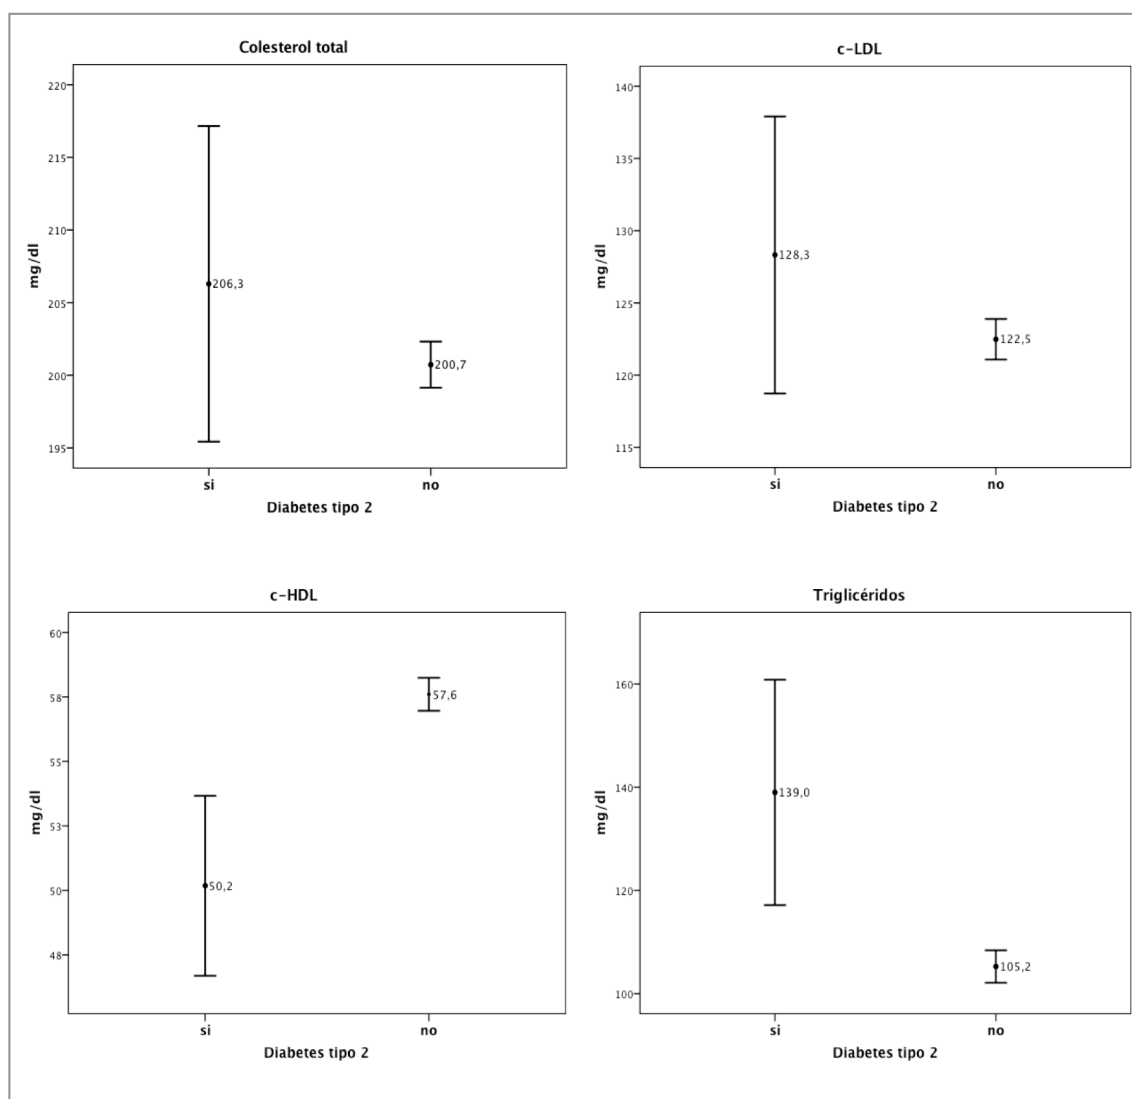 Colesterol total
220
215
210
205
200
195
mg/dl
206,3
200,7
si
no
Diabetes tipo 2
c-LDL
140
135
130
125
120
115
mg/dl
128,3
122,5
si
no
Diabetes tipo 2
c-HDL
60
58
55
53
50
48
mg/dl
57,6
50,2
si
no
Diabetes tipo 2
Triglicéridos
160
140
120
100
mg/dl
139,0
105,2
si
no
Diabetes tipo 2